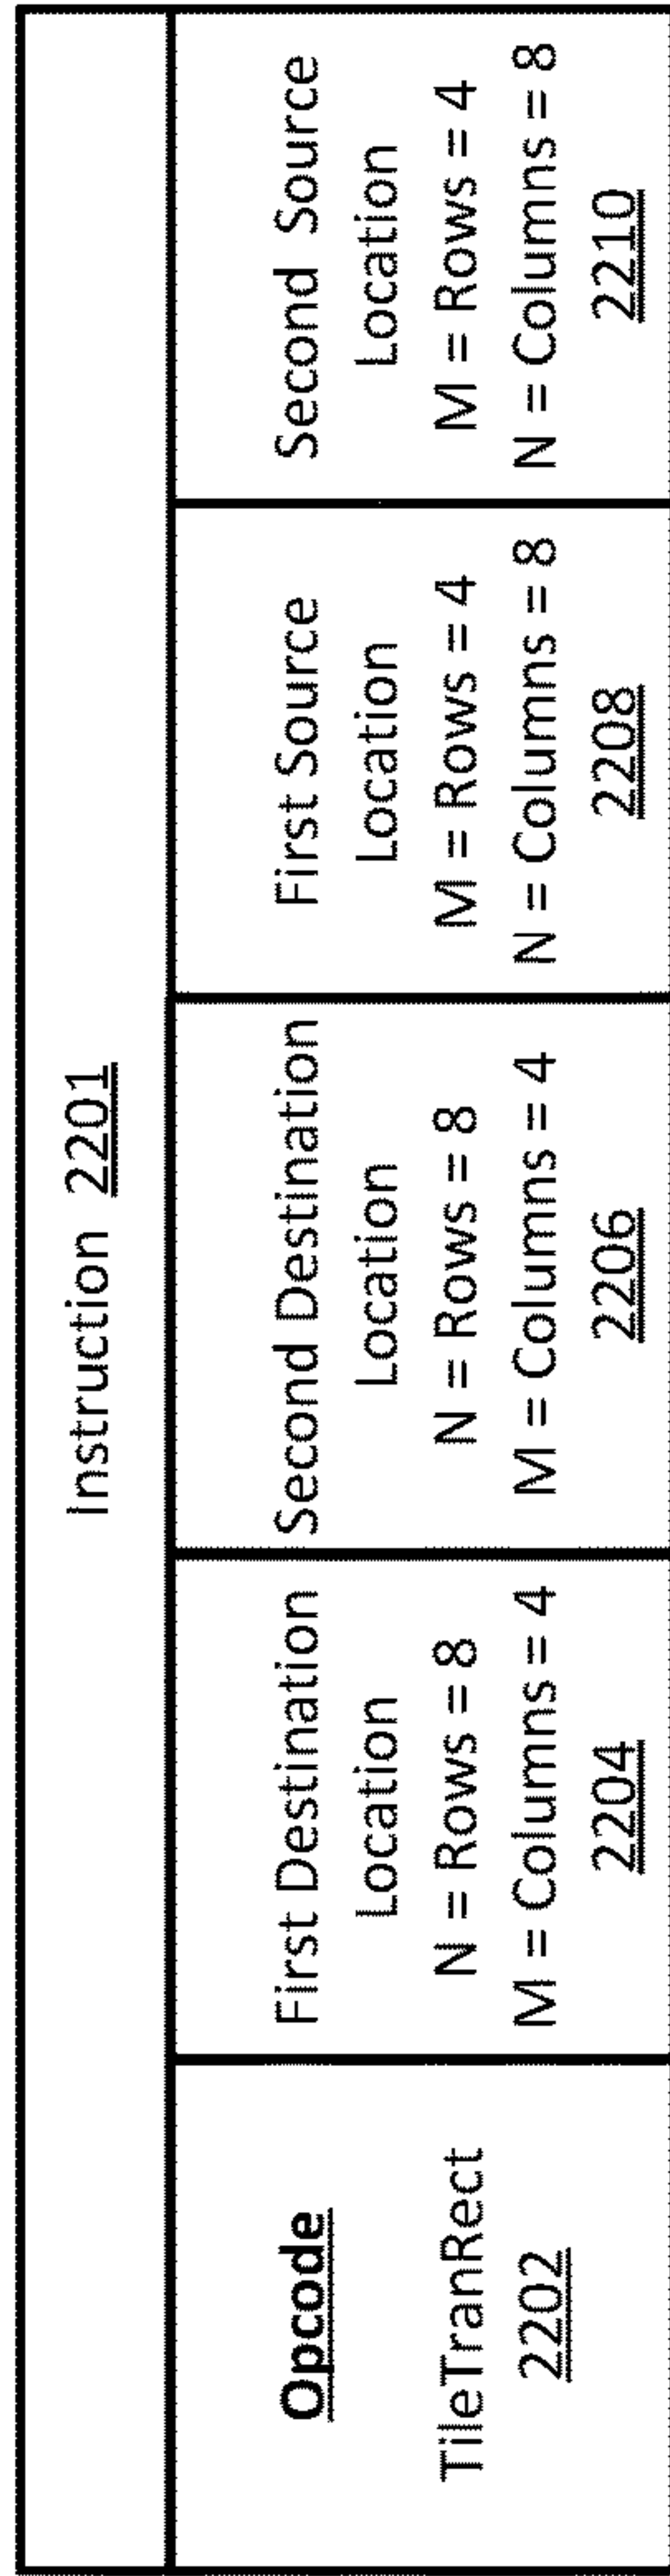 Instruction 2201
Opcode
TileTranRect
2202
First Destination
Location
N = Rows = 8
M = Columns = 4
2204
Second Destination
Location
N = Rows = 8
M = Columns = 4
2206
First Source
Location
M = Rows = 4
N = Columns = 8
2208
Second Source
Location
M = Rows = 4
N = Columns = 8
2210